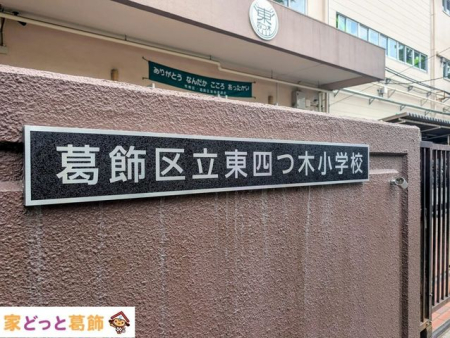 東
ありがとう なんだか こころ あったかい
葛飾区立東四つ木小学校
家どっと葛飾